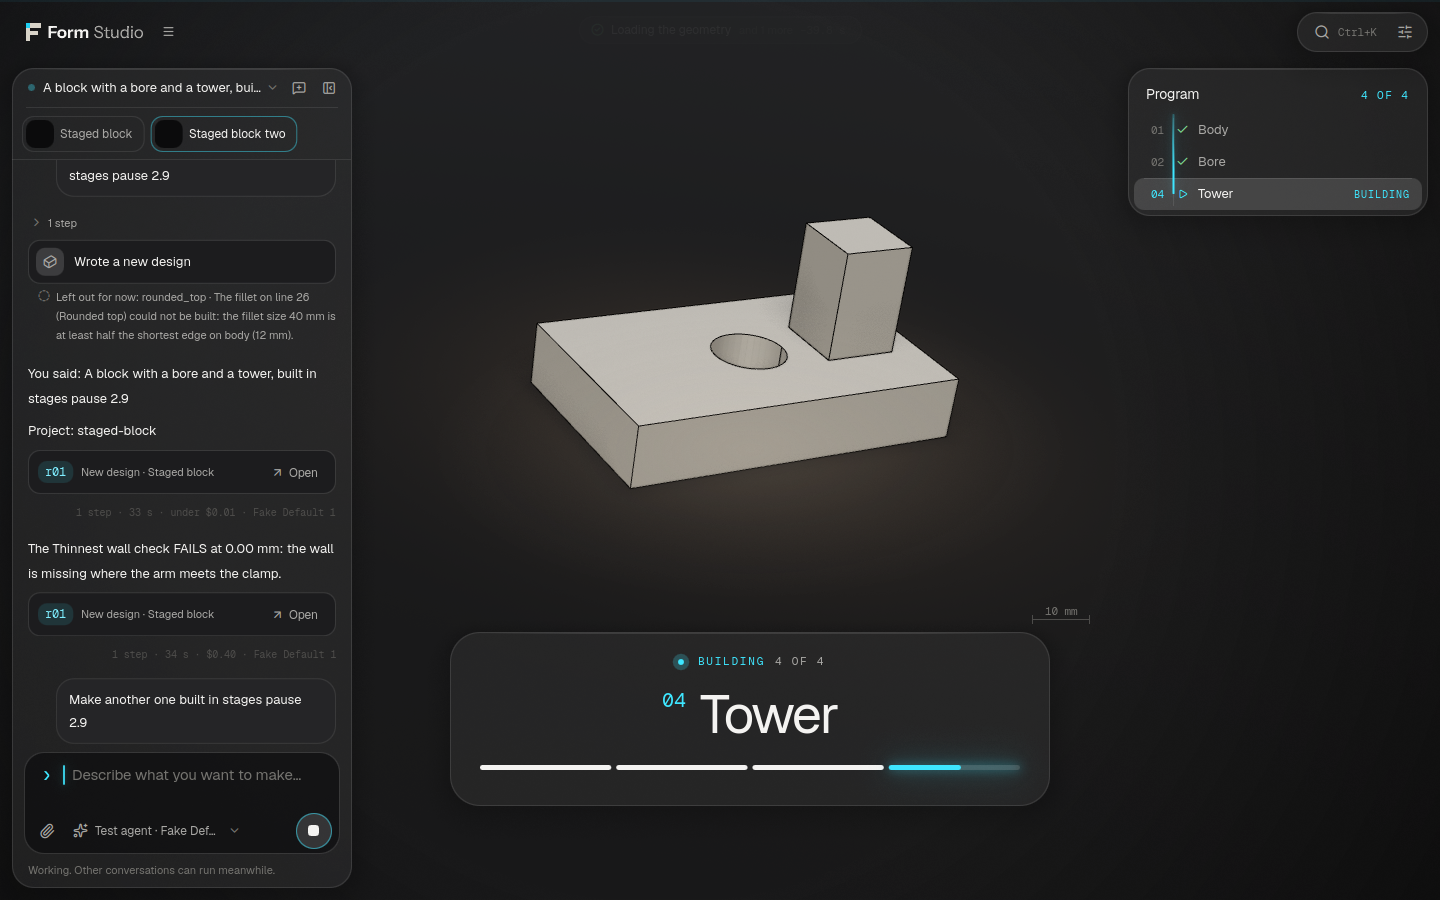 Form Studio
Loading the geometry
Ctrl+K
A block with a bore and a tower, bui...
Staged block
Staged block two
stages pause 2.9
1 step
Wrote a new design
Left out for now: rounded_top · The fillet on line 26
(Rounded top) could not be built: the fillet size 40 mm is
at least half the shortest edge on body (12 mm).
You said: A block with a bore and a tower, built in
stages pause 2.9
Project: staged-block
r01 New design · Staged block Open
1 step · 33 s · under $0.01 · Fake Default 1
The Thinnest wall check FAILS at 0.00 mm: the wall
is missing where the arm meets the clamp.
r01 New design · Staged block Open
1 step · 34 s · $0.40 · Fake Default 1
Make another one built in stages pause
2.9
Describe what you want to make...
Test agent · Fake Def...
Working. Other conversations can run meanwhile.
Program 4 OF 4
01 Body
02 Bore
04 Tower BUILDING
10 mm
BUILDING 4 OF 4
04 Tower